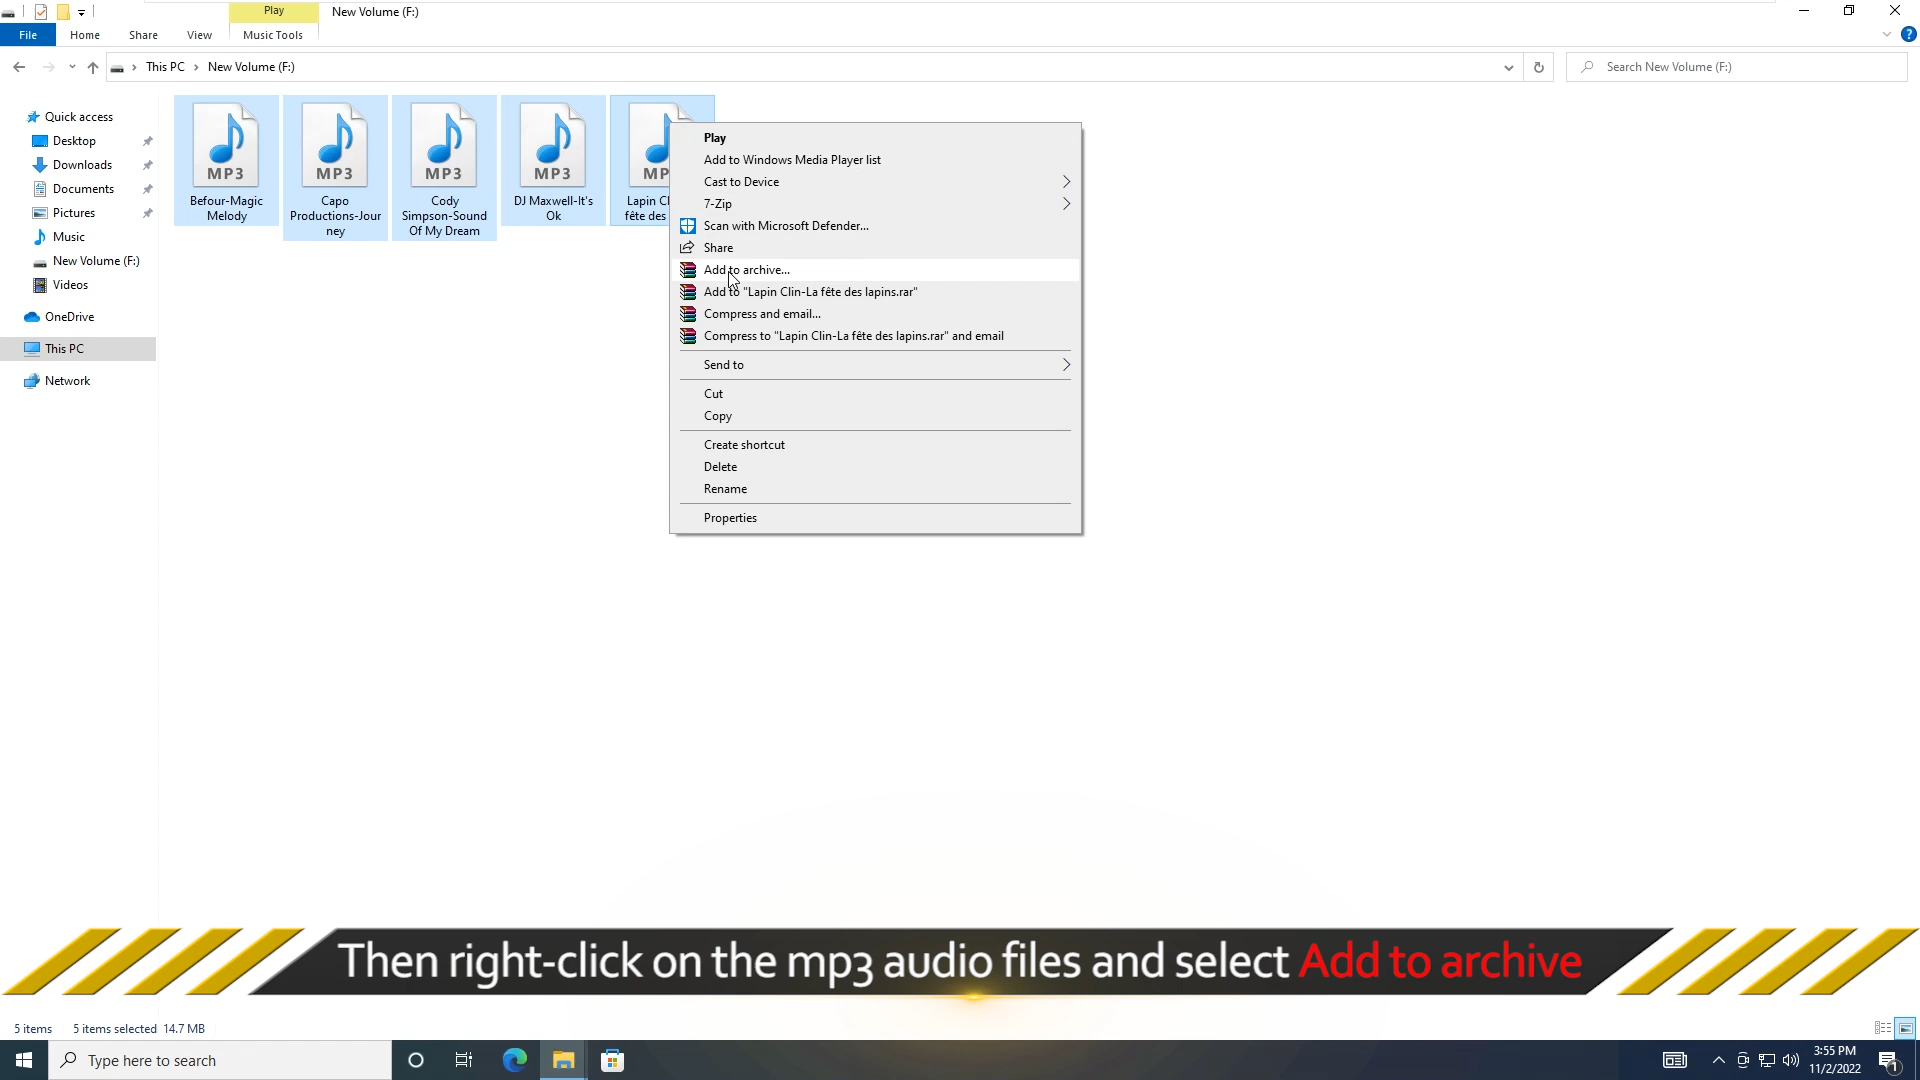 Play
New Volume (F:)
File
Home
Share
View
Music Tools
This PC
New Volume (F:)
Search New Volume (F:)
Quick access
Desktop
Downloads
Documents
Pictures
Music
New Volume (F:)
Videos
OneDrive
This PC
Network
MP3
Befour-Magic
Melody
MP3
Capo
Productions-Jour
ney
MP3
Cody
Simpson-Sound
Of My Dream
MP3
DJ Maxwell-It's
Ok
MP
Lapin Cl
fête des
Play
Add to Windows Media Player list
Cast to Device
7-Zip
Scan with Microsoft Defender...
Share
Add to archive...
Add to "Lapin Clin-La fête des lapins.rar"
Compress and email...
Compress to "Lapin Clin-La fête des lapins.rar" and email
Send to
Cut
Copy
Create shortcut
Delete
Rename
Properties
Then right-click on the mp3 audio files and select Add to archive
5 items
5 items selected 14.7 MB
Type here to search
3:55 PM
11/2/2022
1